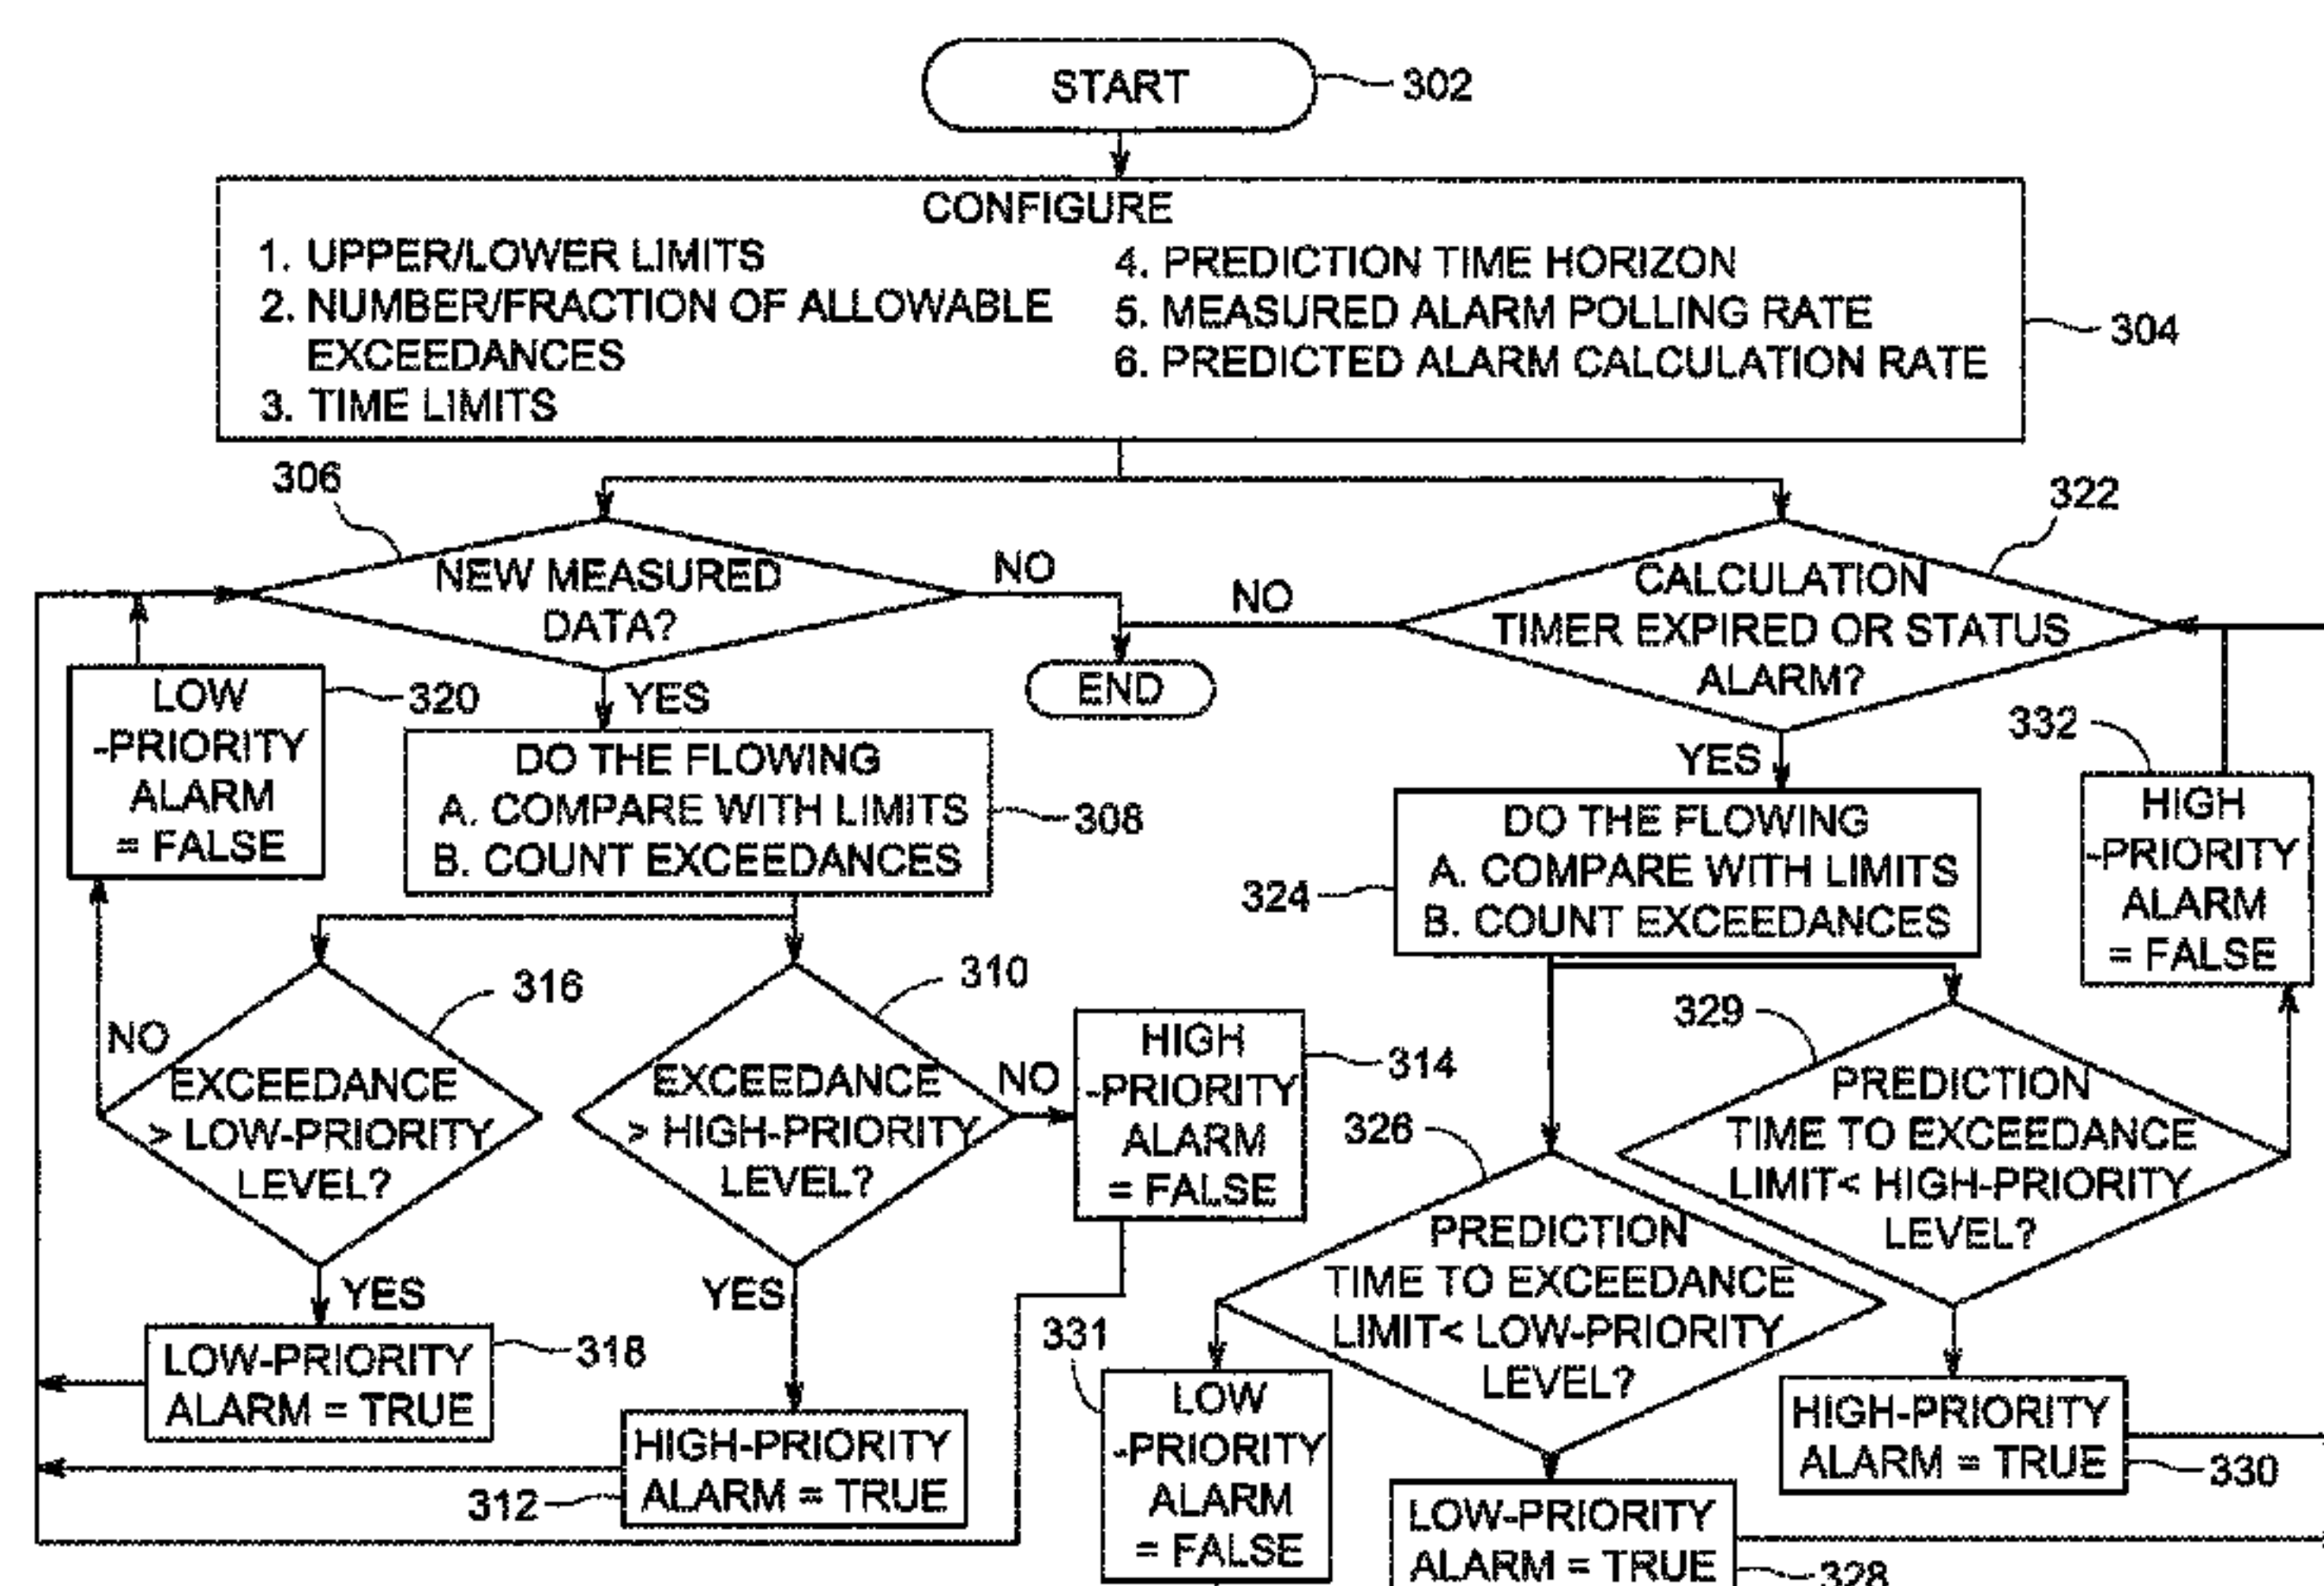 START
302
CONFIGURE
1. UPPER/LOWER LIMITS
2. NUMBER/FRACTION OF ALLOWABLE
EXCEEDANCES
3. TIME LIMITS
4. PREDICTION TIME HORIZON
5. MEASURED ALARM POLLING RATE
6. PREDICTED ALARM CALCULATION RATE
304
306
NEW MEASURED
DATA?
NO
YES
322
CALCULATION
TIMER EXPIRED OR STATUS
ALARM?
NO
YES
END
LOW
-PRIORITY
ALARM
= FALSE
320
DO THE FLOWING
A. COMPARE WITH LIMITS
B. COUNT EXCEEDANCES
308
332
HIGH
-PRIORITY
ALARM
= FALSE
324
DO THE FLOWING
A. COMPARE WITH LIMITS
B. COUNT EXCEEDANCES
316
NO
EXCEEDANCE
> LOW-PRIORITY
LEVEL?
YES
310
EXCEEDANCE
> HIGH-PRIORITY
LEVEL?
NO
YES
HIGH
-PRIORITY
ALARM
= FALSE
314
329
PREDICTION
TIME TO EXCEEDANCE
LIMIT< HIGH-PRIORITY
LEVEL?
326
PREDICTION
TIME TO EXCEEDANCE
LIMIT< LOW-PRIORITY
LEVEL?
LOW-PRIORITY
ALARM = TRUE
318
HIGH-PRIORITY
ALARM = TRUE
312
331
LOW
-PRIORITY
ALARM
= FALSE
HIGH-PRIORITY
ALARM = TRUE
330
LOW-PRIORITY
ALARM = TRUE
328